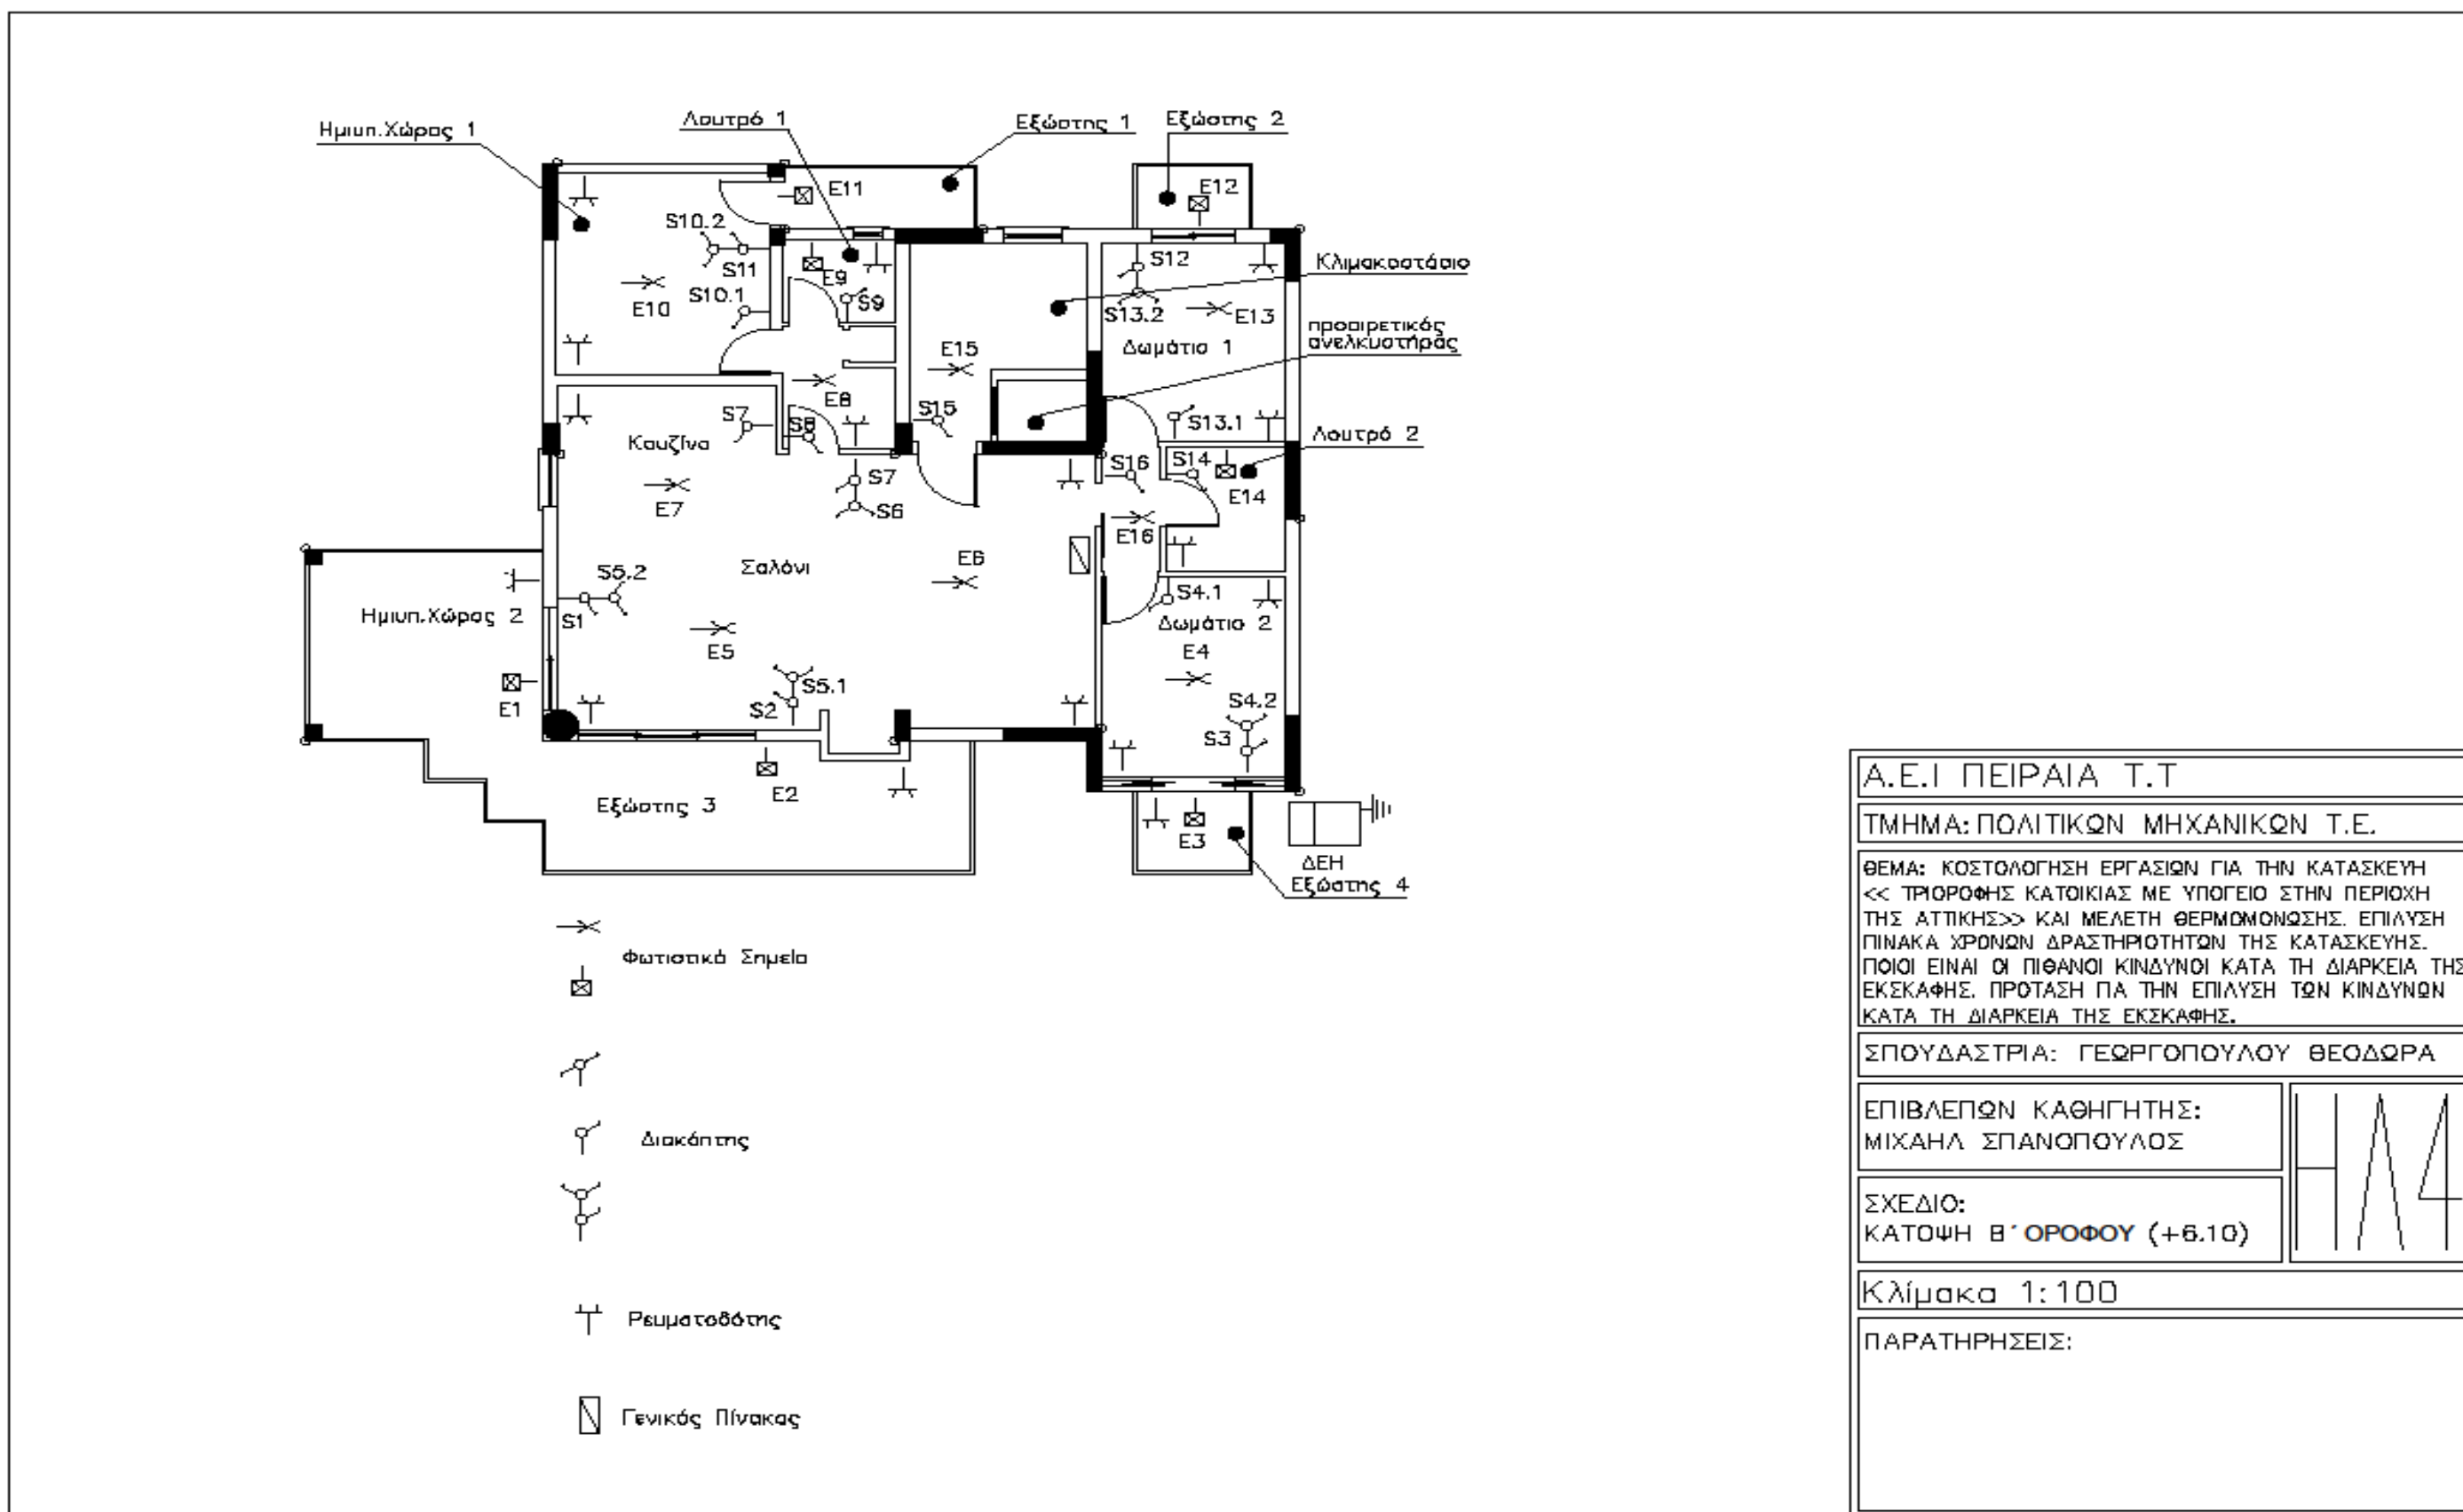 Ημιυπ.Χώρος 1
Λουτρό 1
Εξώστης 1
Εξώστης 2
E11
E12
S10.2
S11
E9
S9
S10.1
E10
S12
S13.2
E13
Κλιμακοστάσιο
προαιρετικός
ανελκυστήρας
Δωμάτιο 1
E15
E8
S7
S8
S15
S13.1
Λουτρό 2
Κουζίνα
S7
S6
E7
S16
S14
E14
E16
Σαλόνι
E6
S5.2
S1
Ημιυπ.Χώρος 2
S4.1
Δωμάτιο 2
E4
E5
S5.1
S2
S4.2
S3
E1
E2
Εξώστης 3
E3
ΔΕΗ
Εξώστης 4
Φωτιστικά Σημεία
Διακόπτης
Ρευματοδότης
Γενικός Πίνακας
Α.Ε.Ι ΠΕΙΡΑΙΑ Τ.Τ
ΤΜΗΜΑ: ΠΟΛΙΤΙΚΩΝ ΜΗΧΑΝΙΚΩΝ Τ.Ε.
ΘΕΜΑ: ΚΟΣΤΟΛΟΓΗΣΗ ΕΡΓΑΣΙΩΝ ΓΙΑ ΤΗΝ ΚΑΤΑΣΚΕΥΗ
<< ΤΡΙΟΡΟΦΗΣ ΚΑΤΟΙΚΙΑΣ ΜΕ ΥΠΟΓΕΙΟ ΣΤΗΝ ΠΕΡΙΟΧΗ
ΤΗΣ ΑΤΤΙΚΗΣ>> ΚΑΙ ΜΕΛΕΤΗ ΘΕΡΜΟΜΟΝΩΣΗΣ. ΕΠΙΛΥΣΗ
ΠΙΝΑΚΑ ΧΡΟΝΩΝ ΔΡΑΣΤΗΡΙΟΤΗΤΩΝ ΤΗΣ ΚΑΤΑΣΚΕΥΗΣ.
ΠΟΙΟΙ ΕΙΝΑΙ ΟΙ ΠΙΘΑΝΟΙ ΚΙΝΔΥΝΟΙ ΚΑΤΑ ΤΗ ΔΙΑΡΚΕΙΑ ΤΗΣ
ΕΚΣΚΑΦΗΣ. ΠΡΟΤΑΣΗ ΓΙΑ ΤΗΝ ΕΠΙΛΥΣΗ ΤΩΝ ΚΙΝΔΥΝΩΝ
ΚΑΤΑ ΤΗ ΔΙΑΡΚΕΙΑ ΤΗΣ ΕΚΣΚΑΦΗΣ.
ΣΠΟΥΔΑΣΤΡΙΑ: ΓΕΩΡΓΟΠΟΥΛΟΥ ΘΕΟΔΩΡΑ
ΕΠΙΒΛΕΠΩΝ ΚΑΘΗΓΗΤΗΣ:
ΜΙΧΑΗΛ ΣΠΑΝΟΠΟΥΛΟΣ
ΣΧΕΔΙΟ:
ΚΑΤΟΨΗ Β΄ ΟΡΟΦΟΥ (+6.10)
Κλίμακα 1:100
ΠΑΡΑΤΗΡΗΣΕΙΣ: